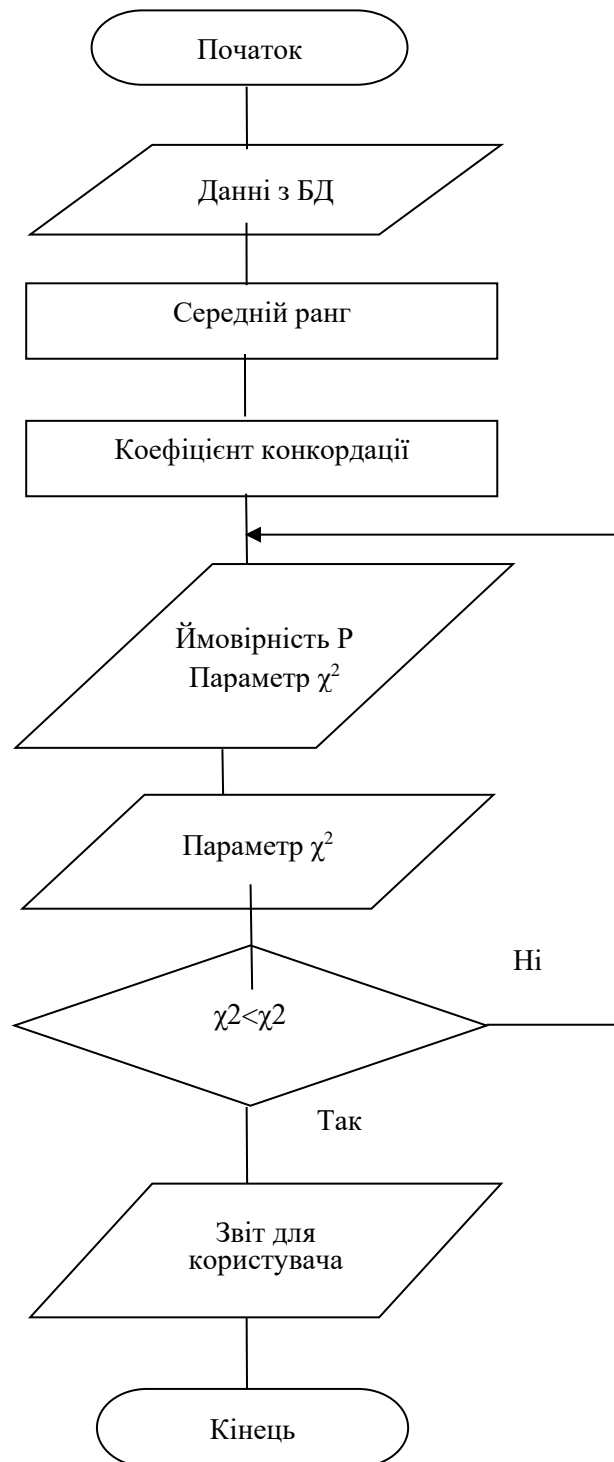 Початок
Данні з БД
Середній ранг
Коефіцієнт конкордації
Ймовірність P
Параметр χ²
Параметр χ²
Ні
χ2<χ2
Так
Звіт для
користувача
Кінець